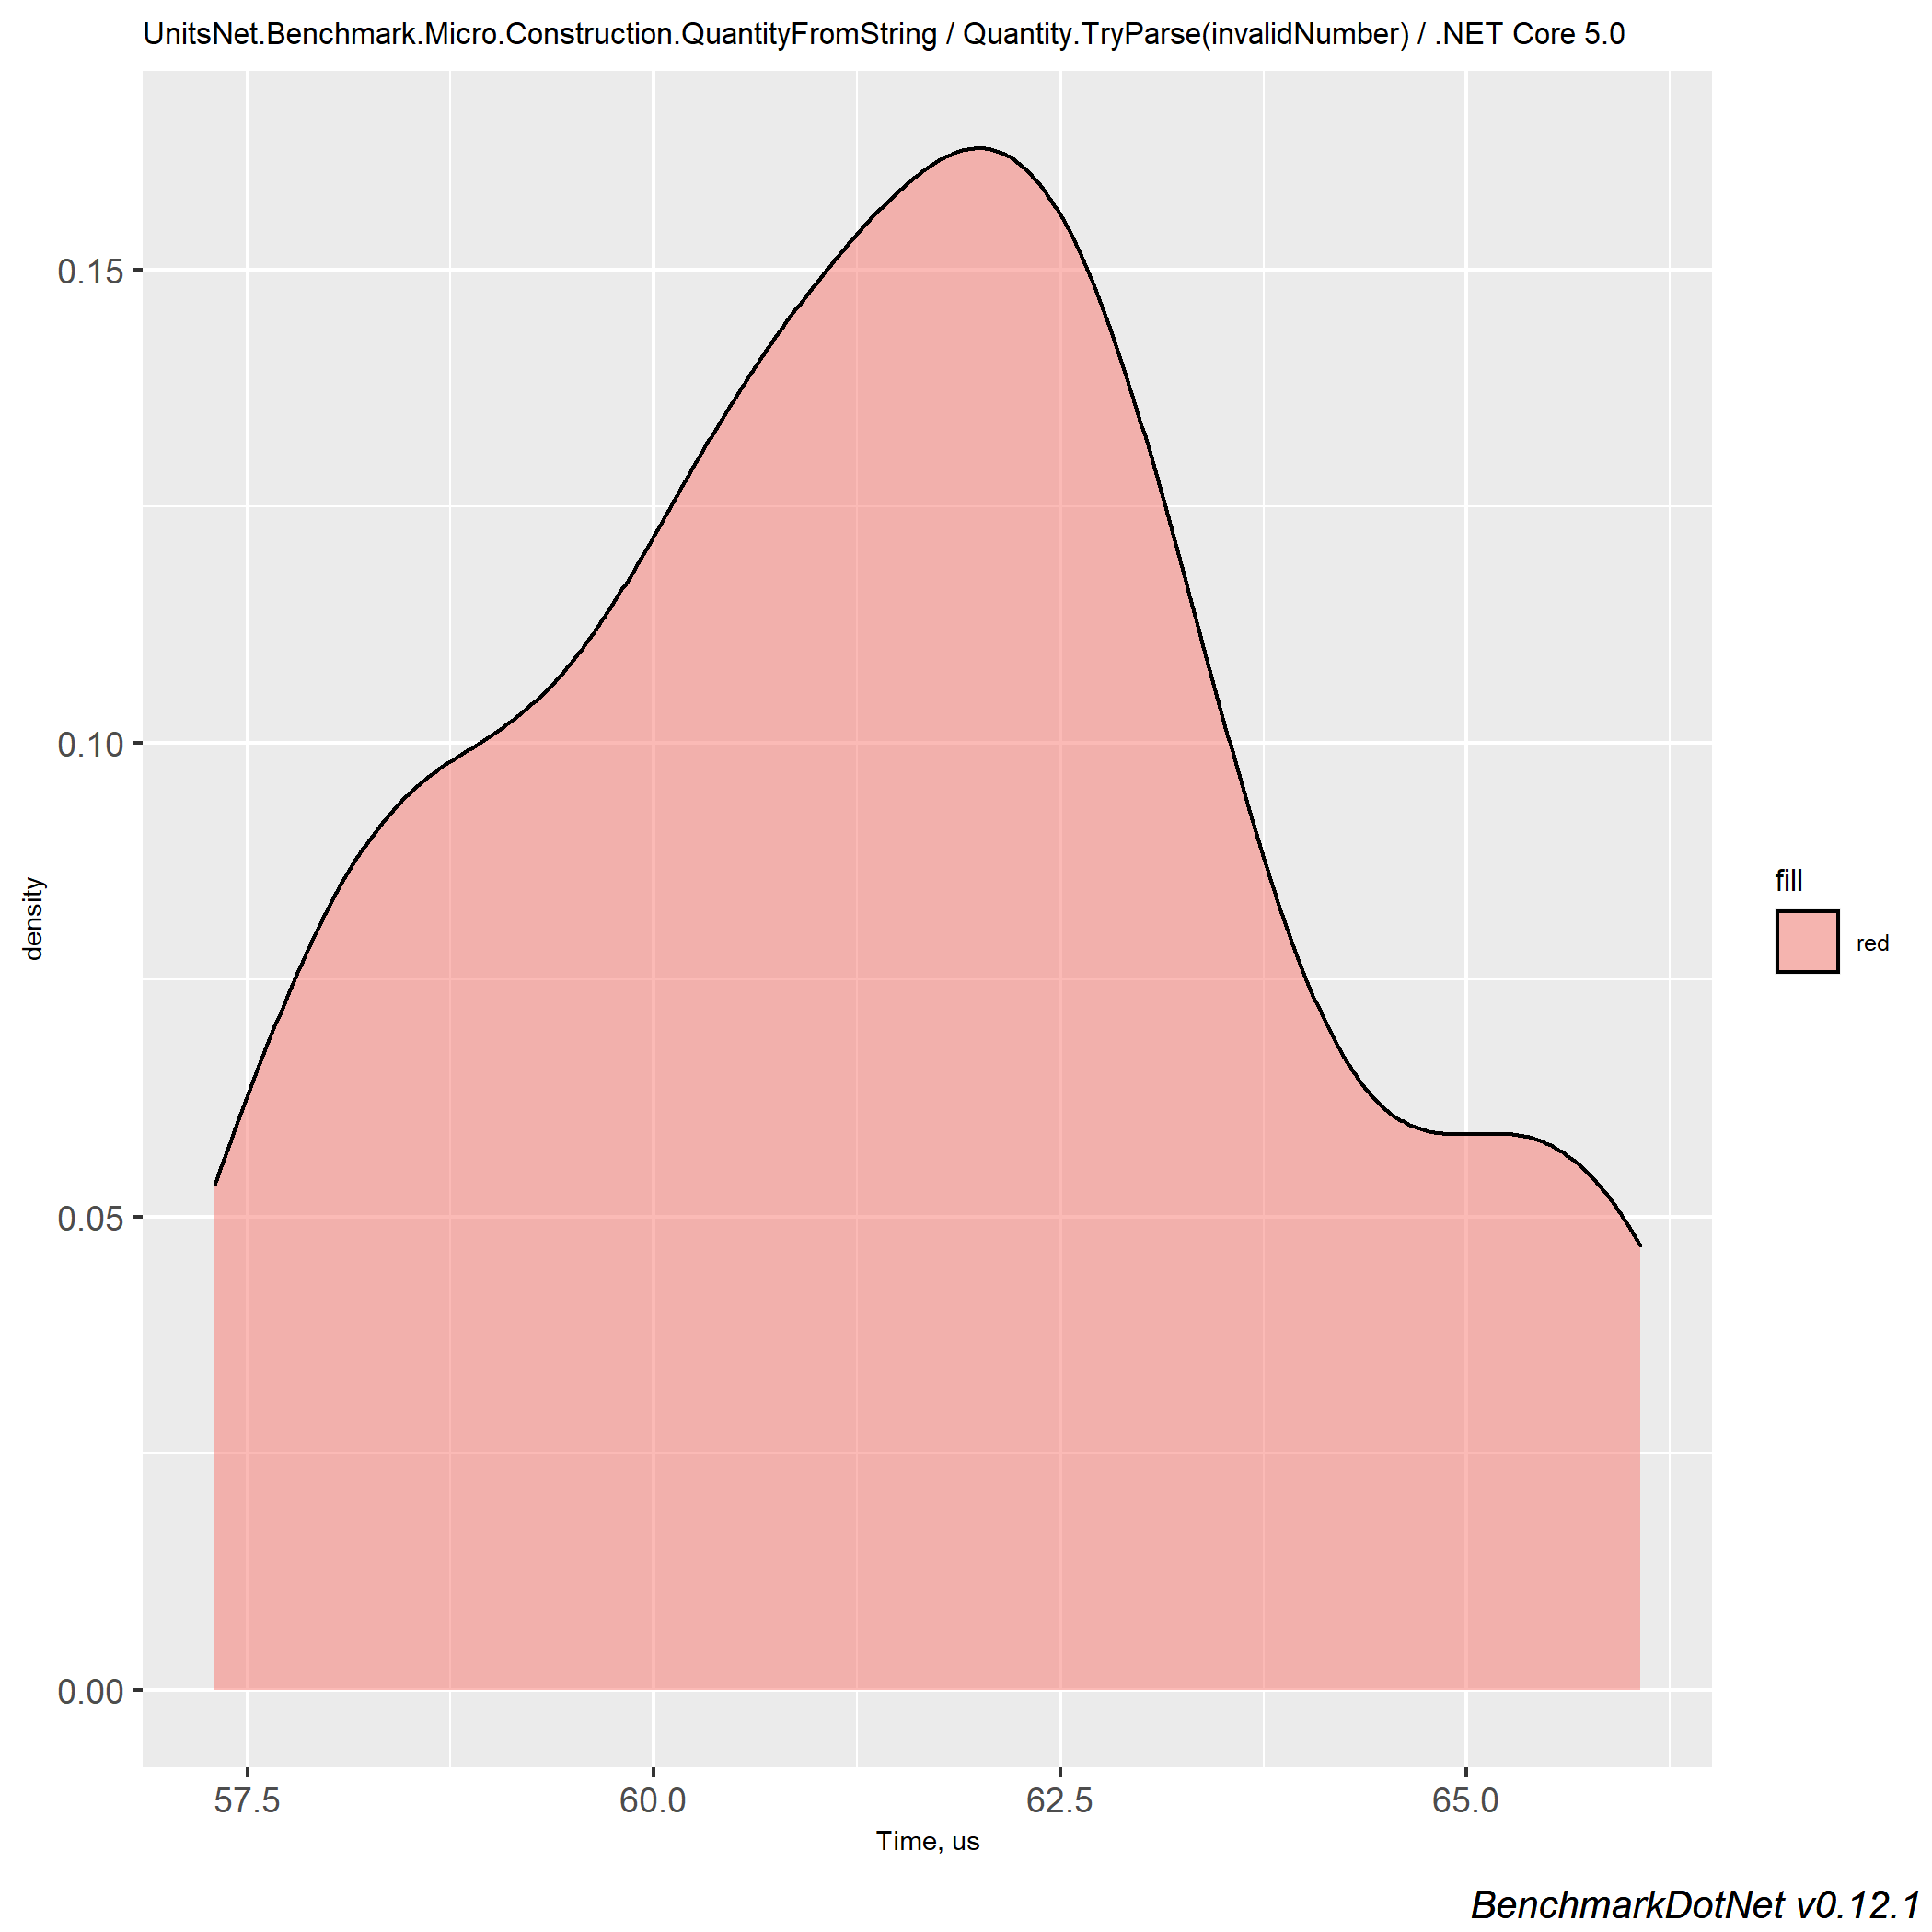 UnitsNet.Benchmark.Micro.Construction.QuantityFromString / Quantity.TryParse(invalidNumber) / .NET Core 5.0
0.15
0.10
0.05
0.00
density
57.5 60.0 62.5 65.0
Time, us
fill
red
BenchmarkDotNet v0.12.1